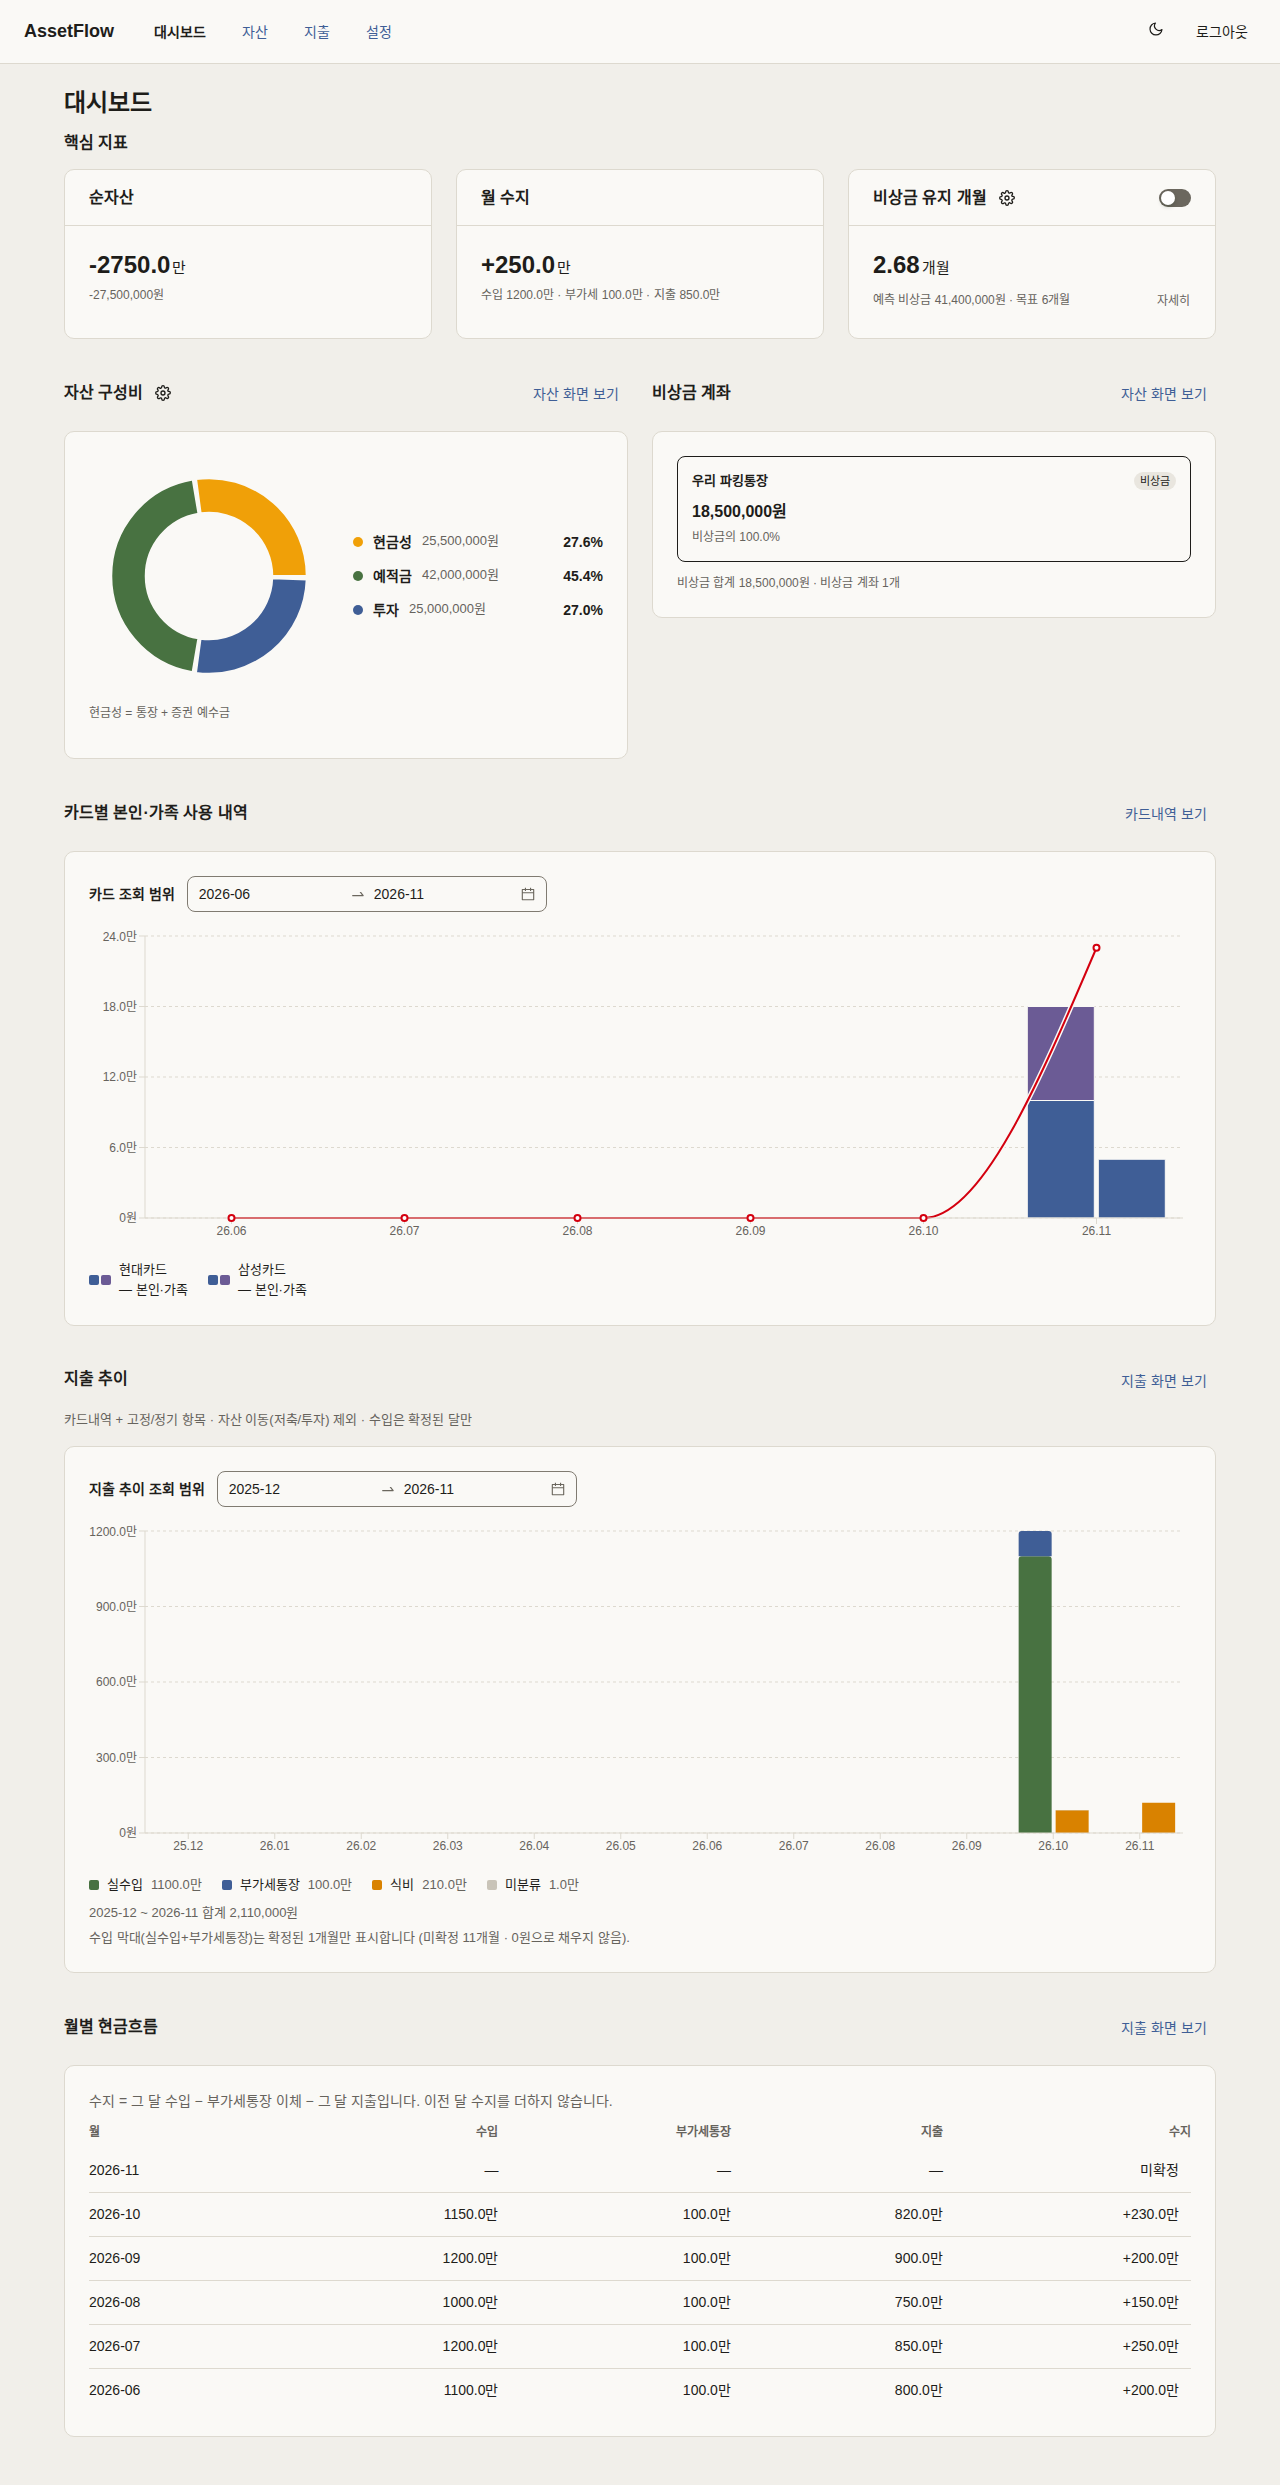 AssetFlow 대시보드 자산 지출 설정 로그아웃
대시보드
핵심 지표
순자산
-2750.0만
-27,500,000원
월 수지
+250.0만
수입 1200.0만 · 부가세 100.0만 · 지출 850.0만
비상금 유지 개월
2.68개월
예측 비상금 41,400,000원 · 목표 6개월 자세히
자산 구성비 자산 화면 보기
현금성 25,500,000원 27.6%
예적금 42,000,000원 45.4%
투자 25,000,000원 27.0%
현금성 = 통장 + 증권 예수금
비상금 계좌 자산 화면 보기
우리 파킹통장 비상금
18,500,000원
비상금의 100.0%
비상금 합계 18,500,000원 · 비상금 계좌 1개
카드별 본인·가족 사용 내역 카드내역 보기
카드 조회 범위 2026-06 2026-11
24.0만
18.0만
12.0만
6.0만
0원
26.06 26.07 26.08 26.09 26.10 26.11
현대카드
— 본인·가족
삼성카드
— 본인·가족
지출 추이 지출 화면 보기
카드내역 + 고정/정기 항목 · 자산 이동(저축/투자) 제외 · 수입은 확정된 달만
지출 추이 조회 범위 2025-12 2026-11
1200.0만
900.0만
600.0만
300.0만
0원
25.12 26.01 26.02 26.03 26.04 26.05 26.06 26.07 26.08 26.09 26.10 26.11
실수입 1100.0만 부가세통장 100.0만 식비 210.0만 미분류 1.0만
2025-12 ~ 2026-11 합계 2,110,000원
수입 막대(실수입+부가세통장)는 확정된 1개월만 표시합니다 (미확정 11개월 · 0원으로 채우지 않음).
월별 현금흐름 지출 화면 보기
수지 = 그 달 수입 − 부가세통장 이체 − 그 달 지출입니다. 이전 달 수지를 더하지 않습니다.
월 수입 부가세통장 지출 수지
2026-11 — — — 미확정
2026-10 1150.0만 100.0만 820.0만 +230.0만
2026-09 1200.0만 100.0만 900.0만 +200.0만
2026-08 1000.0만 100.0만 750.0만 +150.0만
2026-07 1200.0만 100.0만 850.0만 +250.0만
2026-06 1100.0만 100.0만 800.0만 +200.0만